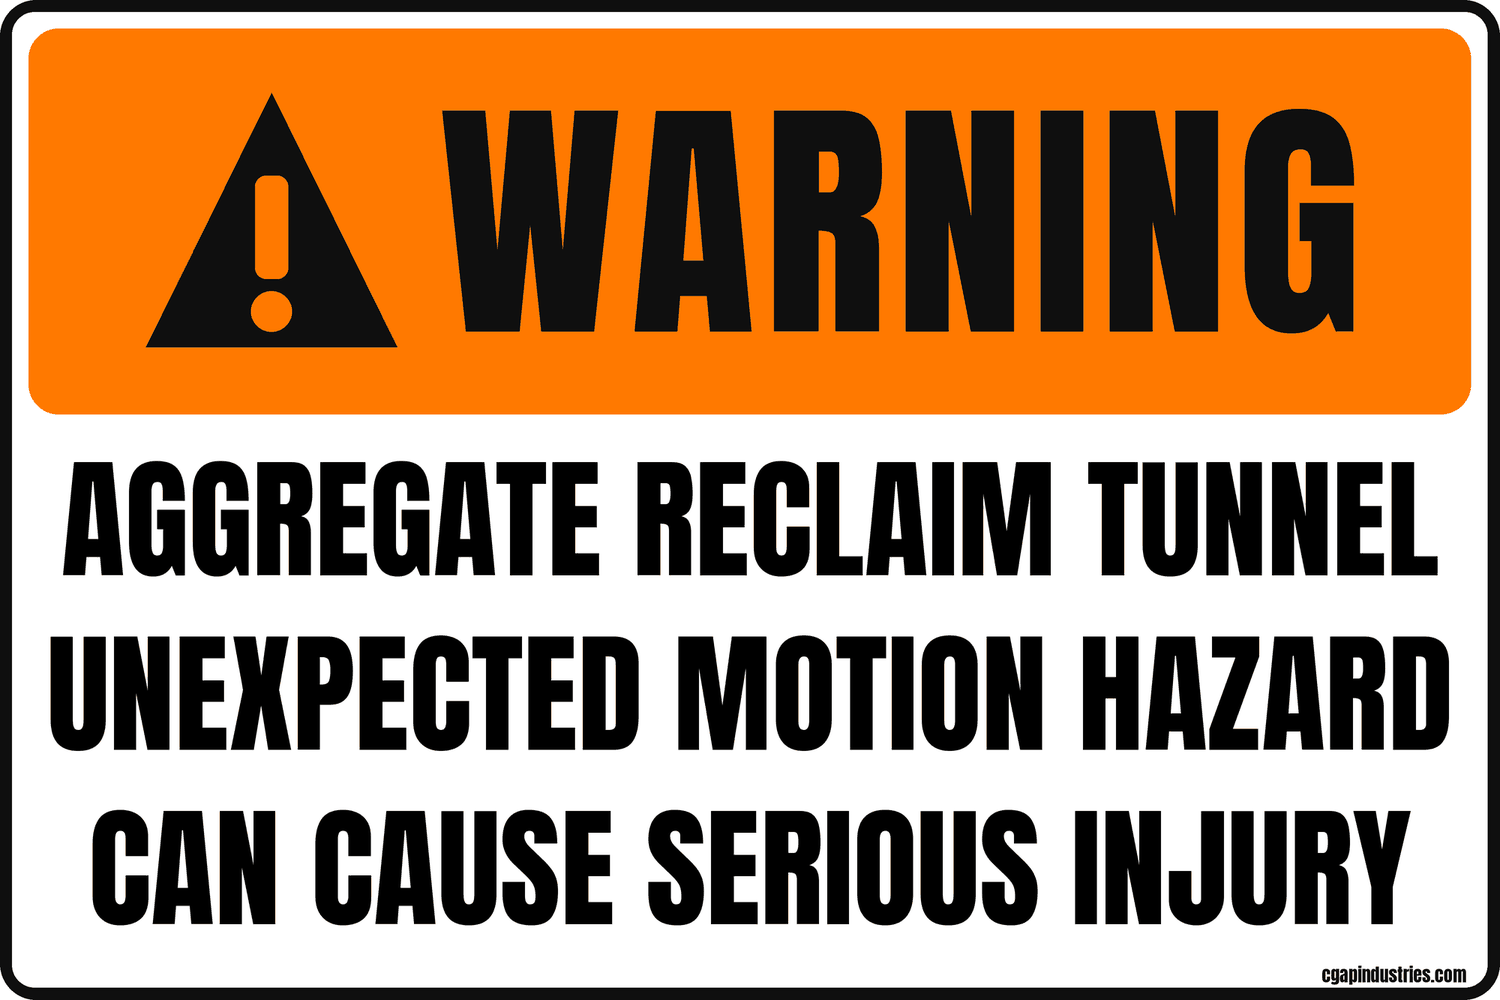 WARNING
AGGREGATE RECLAIM TUNNEL
UNEXPECTED MOTION HAZARD
CAN CAUSE SERIOUS INJURY
cgapindustries.com